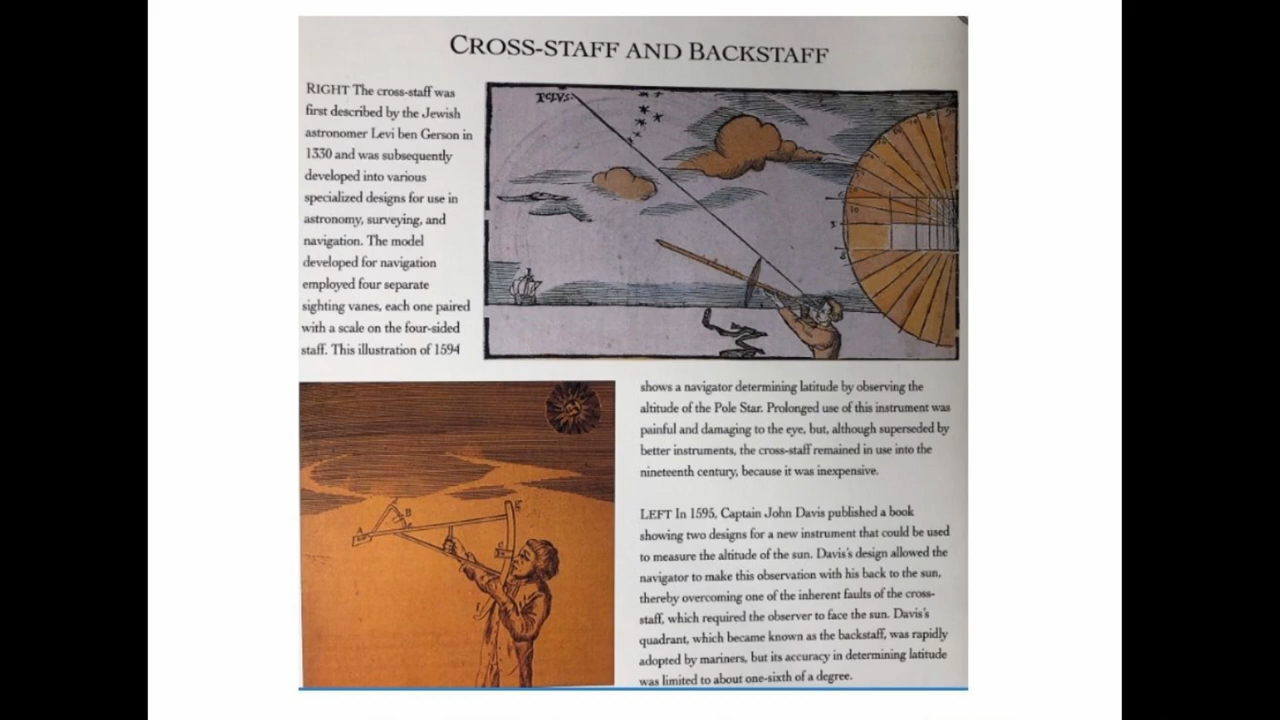 CROSS-STAFF AND BACKSTAFF
RIGHT The cross-staff was
first described by the Jewish
astronomer Levi ben Gerson in
1330 and was subsequently
developed into various
specialized designs for use in
astronomy, surveying, and
navigation. The model
developed for navigation
employed four separate
sighting vanes, each one paired
with a scale on the four-sided
staff. This illustration of 1594
shows a navigator determining latitude by observing the
altitude of the Pole Star. Prolonged use of this instrument was
painful and damaging to the eye, but, although superseded by
better instruments, the cross-staff remained in use into the
nineteenth century, because it was inexpensive.
LEFT In 1595, Captain John Davis published a book
showing two designs for a new instrument that could be used
to measure the altitude of the sun. Davis's design allowed the
navigator to make this observation with his back to the sun,
thereby overcoming one of the inherent faults of the cross-
staff, which required the observer to face the sun. Davis's
quadrant, which became known as the backstaff, was rapidly
adopted by mariners, but its accuracy in determining latitude
was limited to about one-sixth of a degree.
A
B